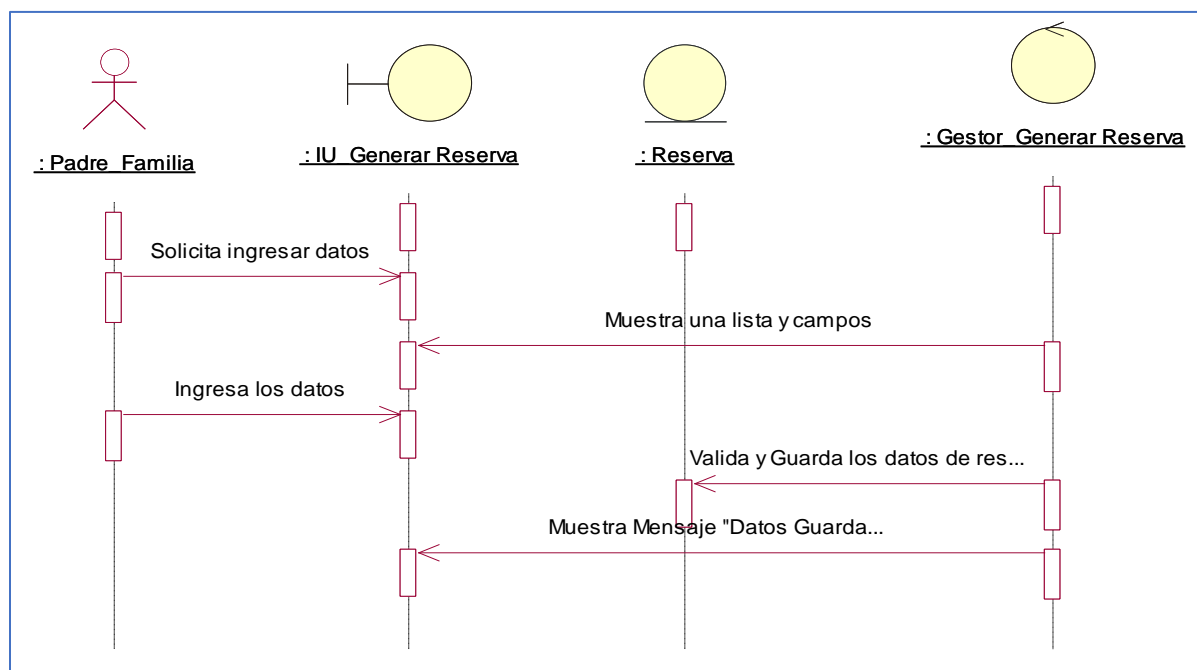 : Padre_Familia
: IU_Generar Reserva
: Reserva
: Gestor_Generar Reserva
Solicita ingresar datos
Muestra una lista y campos
Ingresa los datos
Valida y Guarda los datos de res...
Muestra Mensaje "Datos Guarda...